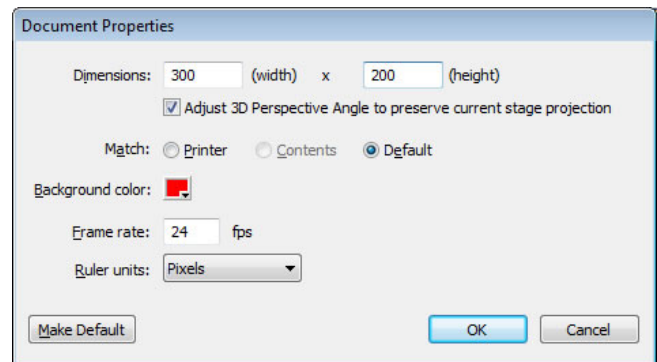 Document Properties
Dimensions: 300 (width) x 200 (height)
Adjust 3D Perspective Angle to preserve current stage projection
Match: Printer Contents Default
Background color:
Frame rate: 24 fps
Ruler units: Pixels
Make Default OK Cancel